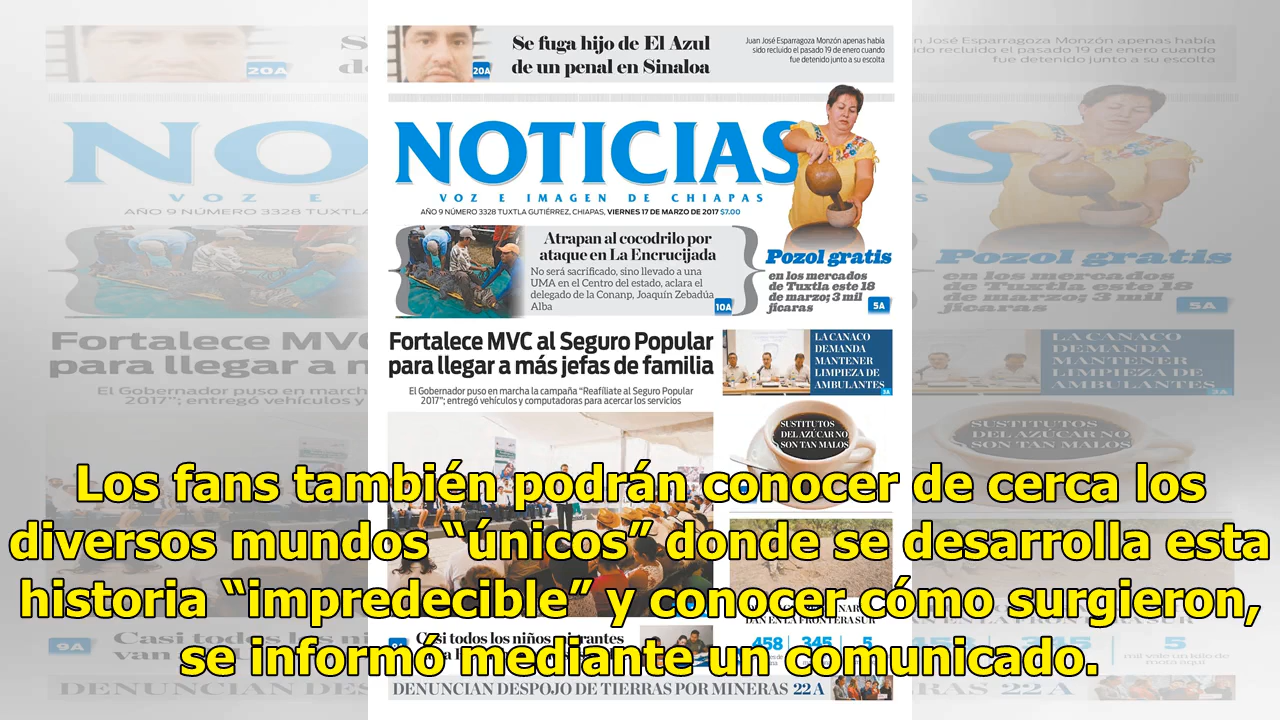 Se fuga hijo de El Azul
de un penal en Sinaloa
20A
Juan José Esparragoza Monzón apenas había
sido recluido el pasado 19 de enero cuando
fue detenido junto a su escolta
NOTICIAS
VOZ E IMAGEN DE CHIAPAS
AÑO 9 NÚMERO 3328 TUXTLA GUTIÉRREZ, CHIAPAS, VIERNES 17 DE MARZO DE 2017 $7.00
Atrapan al cocodrilo por
ataque en La Encrucijada
No será sacrificado, sino llevado a una
UMA en el Centro del estado, aclara el
delegado de la Conanp, Joaquín Zebadúa
Alba
10A
Pozol gratis
en los mercados
de Tuxtla este 18
de marzo; 3 mil
jícaras
5A
Fortalece MVC al Seguro Popular
para llegar a más jefas de familia
El Gobernador puso en marcha la campaña “Reafíliate al Seguro Popular
2017”; entregó vehículos y computadoras para acercar los servicios
LA CANACO
DEMANDA
MANTENER
LIMPIEZA DE
AMBULANTES
SUSTITUTOS
DEL AZÚCAR NO
SON TAN MALOS
Los fans también podrán conocer de cerca los
diversos mundos “únicos” donde se desarrolla esta
historia “impredecible” y conocer cómo surgieron,
se informó mediante un comunicado.
DAN EN LA FRONTERA SUR
458 345 5
9A
Casi todos los niños migrantes
DENUNCIAN DESPOJO DE TIERRAS POR MINERAS 22 A